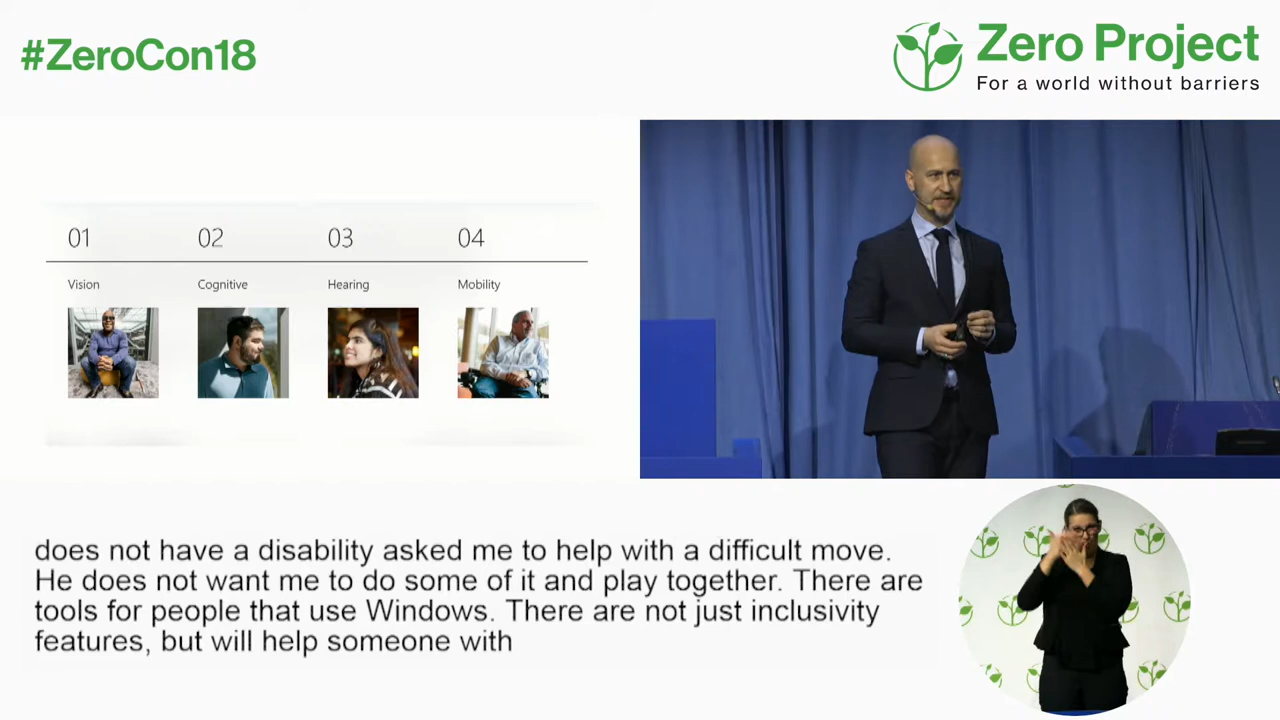 #ZeroCon18
Zero Project
For a world without barriers
01
02
03
04
Vision
Cognitive
Hearing
Mobility
does not have a disability asked me to help with a difficult move.
He does not want me to do some of it and play together. There are
tools for people that use Windows. There are not just inclusivity
features, but will help someone with